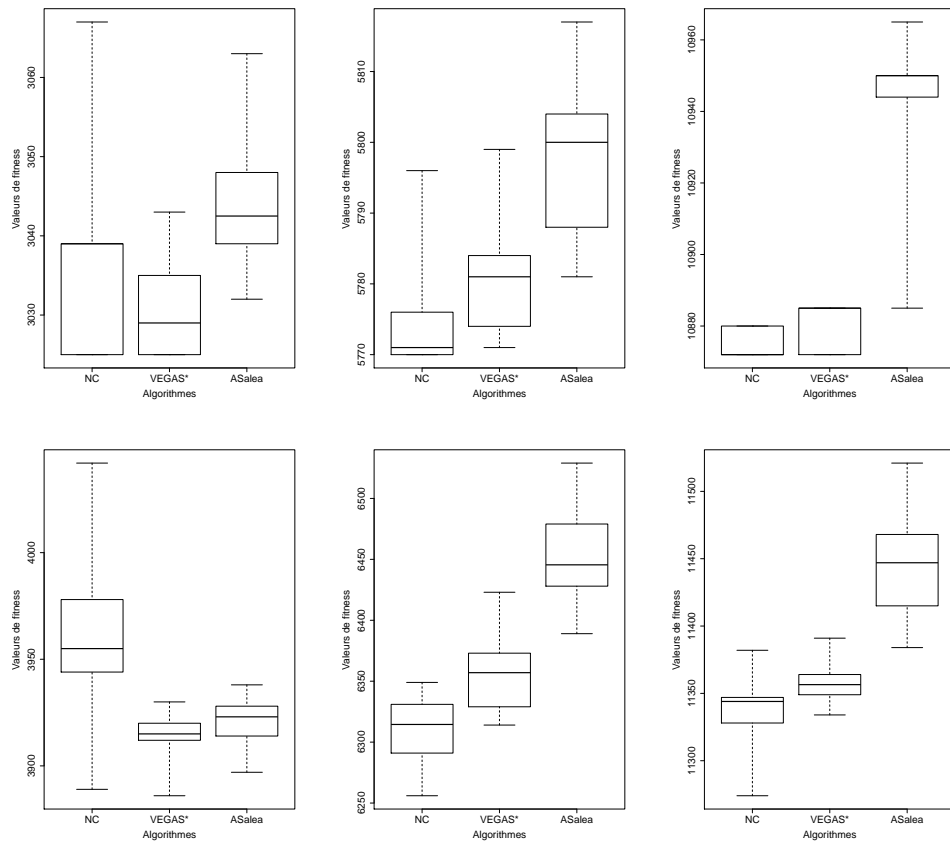 Valeurs de fitness
3060
3050
3040
3030
NC VEGAS* ASalea
Algorithmes
Valeurs de fitness
5810
5800
5790
5780
5770
NC VEGAS* ASalea
Algorithmes
Valeurs de fitness
10960
10940
10920
10900
10880
NC VEGAS* ASalea
Algorithmes
Valeurs de fitness
4000
3950
3900
NC VEGAS* ASalea
Algorithmes
Valeurs de fitness
6500
6450
6400
6350
6300
6250
NC VEGAS* ASalea
Algorithmes
Valeurs de fitness
11500
11450
11400
11350
11300
NC VEGAS* ASalea
Algorithmes